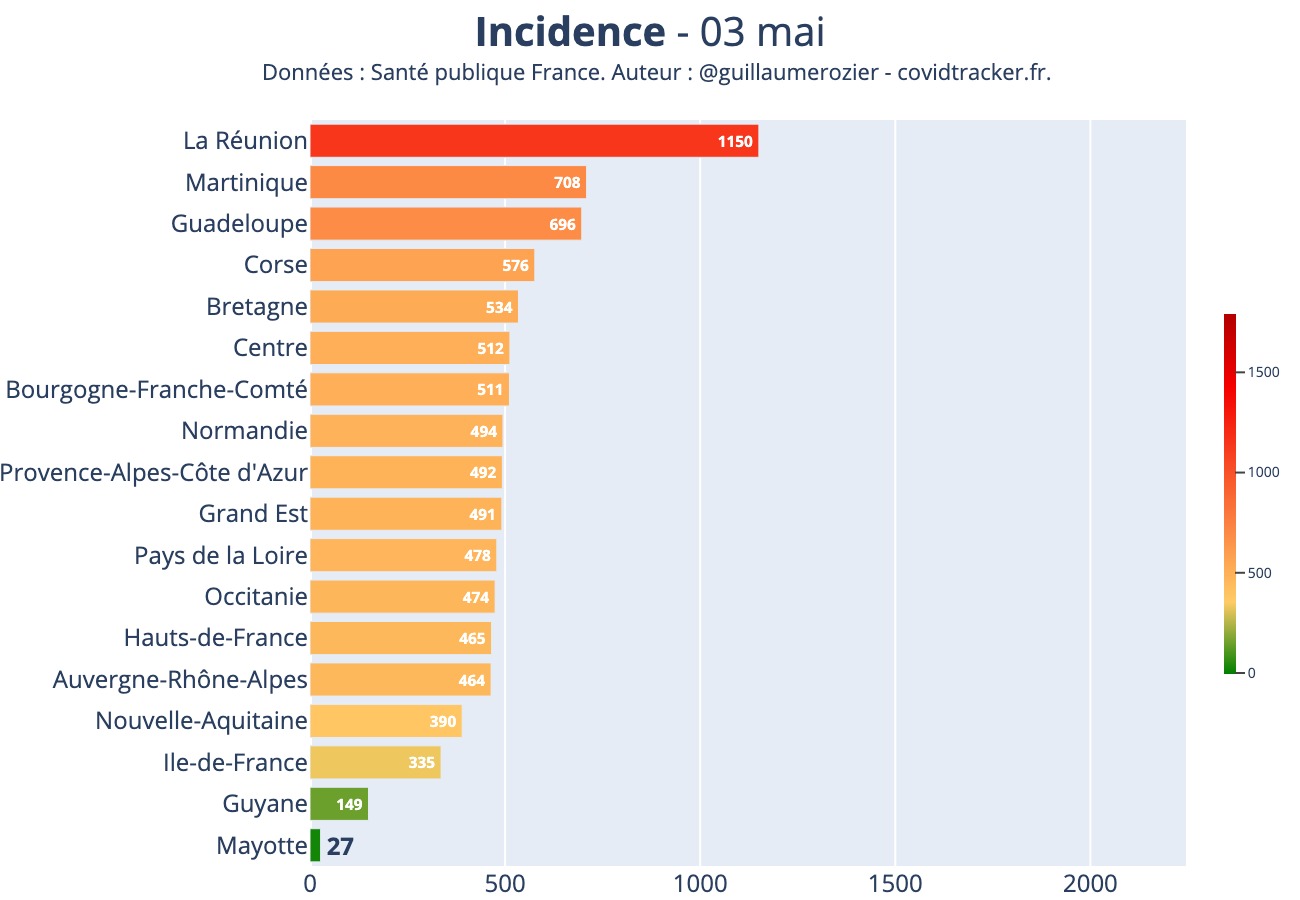 Incidence - 03 mai
Données : Santé publique France. Auteur : @guillaumerozier - covidtracker.fr.
La Réunion 1150
Martinique 708
Guadeloupe 696
Corse 576
Bretagne 534
Centre 512
Bourgogne-Franche-Comté 511
Normandie 494
Provence-Alpes-Côte d'Azur 492
Grand Est 491
Pays de la Loire 478
Occitanie 474
Hauts-de-France 465
Auvergne-Rhône-Alpes 464
Nouvelle-Aquitaine 390
Ile-de-France 335
Guyane 149
Mayotte 27
0 500 1000 1500 2000
1500
1000
500
0